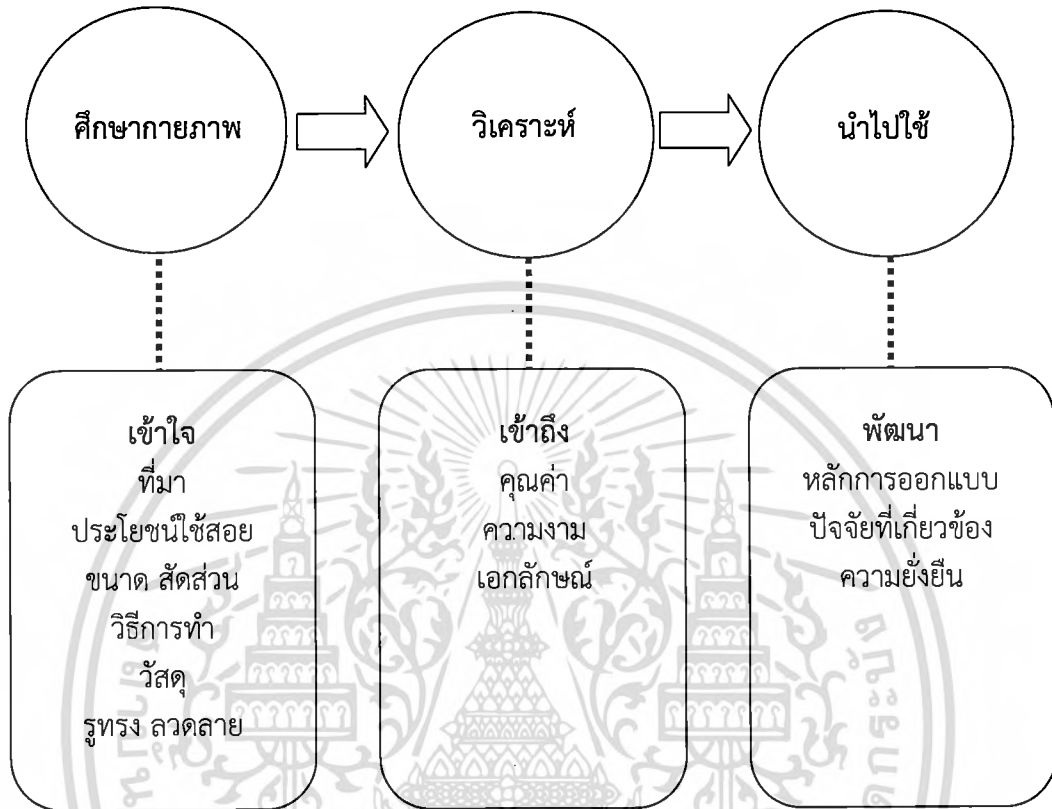 ศึกษากายภาพ
วิเคราะห์
นำไปใช้
เข้าใจ
ที่มา
ประโยชน์ใช้สอย
ขนาด สัดส่วน
วิธีการทำ
วัสดุ
รูทรง ลวดลาย
เข้าถึง
คุณค่า
ความงาม
เอกลักษณ์
พัฒนา
หลักการออกแบบ
ปัจจัยที่เกี่ยวข้อง
ความยั่งยืน